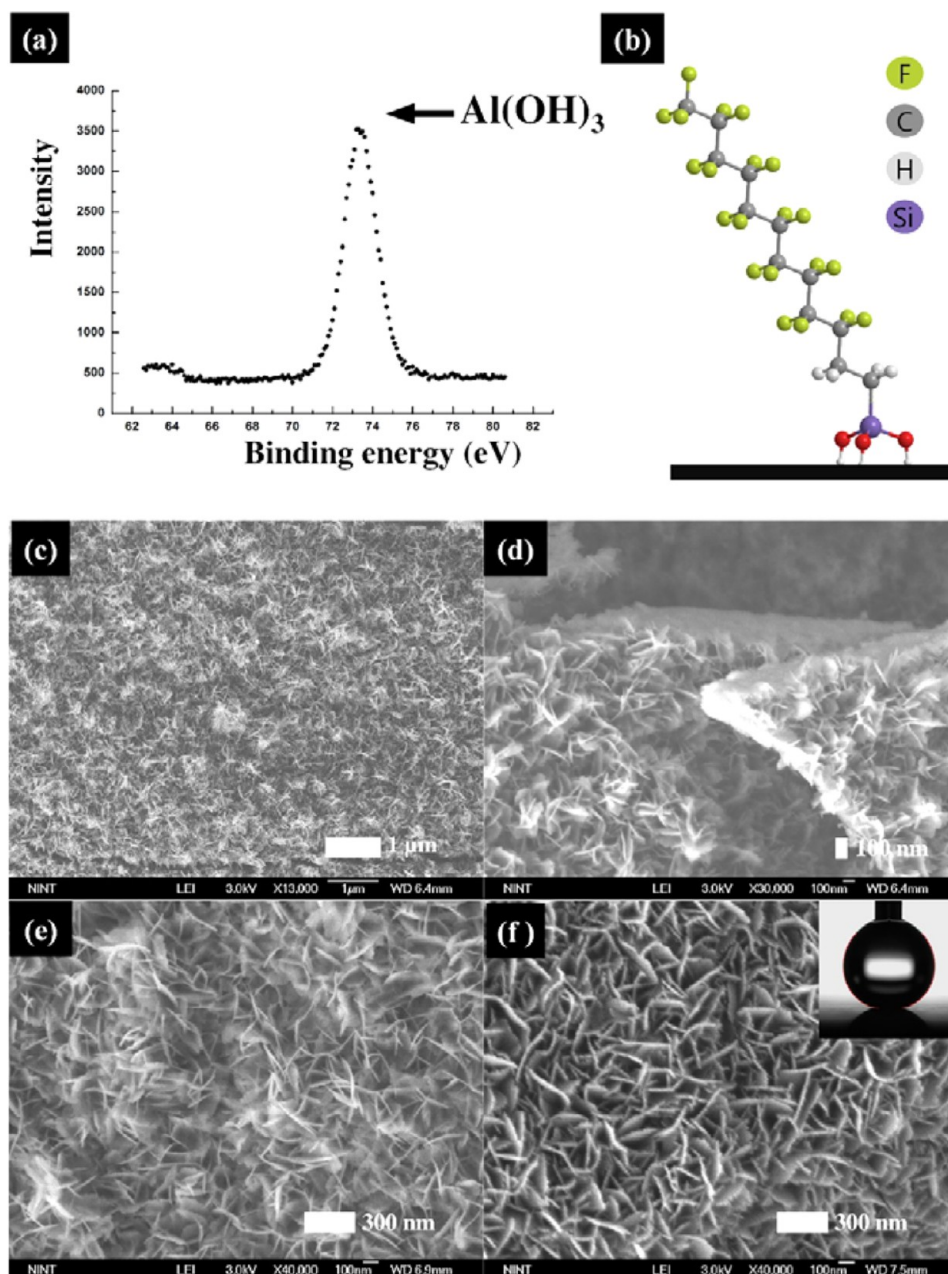 (a)
4000
3500
3000
2500
2000
1500
1000
500
0
Intensity
Al(OH)3
62 64 66 68 70 72 74 76 78 80 82
Binding energy (eV)
(b)
F
C
H
Si
(c)
1 μm
NINT LEI 3.0kV X13,000 1μm WD 6.4mm
(d)
100 nm
NINT LEI 3.0kV X30,000 100nm WD 6.4mm
(e)
300 nm
NINT LEI 3.0kV X40,000 100nm WD 6.9mm
(f)
300 nm
NINT LEI 3.0kV X40,000 100nm WD 7.5mm